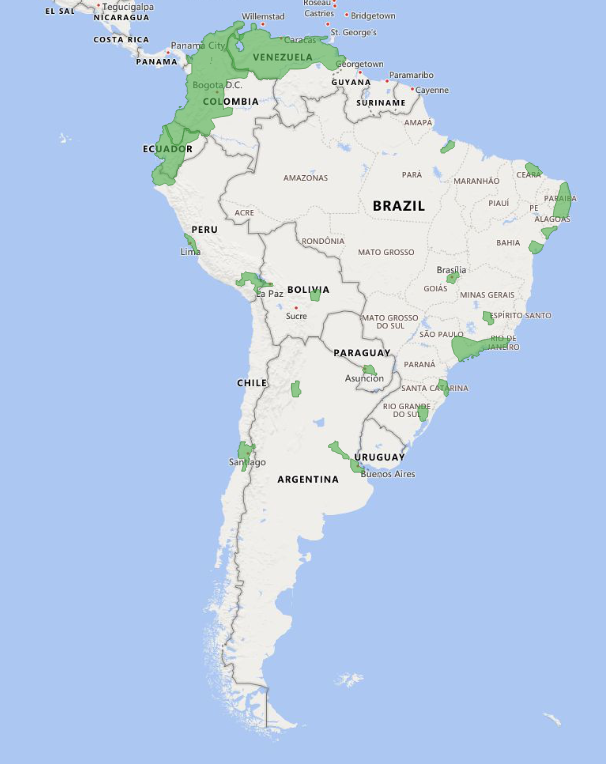 Tegucigalpa
EL SAL
NICARAGUA
COSTA RICA
PANAMA
Panama City
Willemstad
Roseau
Castries
Bridgetown
St. George's
Caracas
VENEZUELA
Georgetown
GUYANA
Paramaribo
SURINAME
Cayenne
Bogota D.C.
COLOMBIA
ECUADOR
AMAPÁ
AMAZONAS
PARÁ
MARANHÃO
CEARÁ
PIAUÍ
PARAÍBA
PE
ALAGOAS
BRAZIL
ACRE
PERU
RONDÔNIA
MATO GROSSO
BAHIA
Lima
La Paz
BOLIVIA
Sucre
Brasília
GOIÁS
MINAS GERAIS
ESPÍRITO SANTO
MATO GROSSO
DO SUL
SÃO PAULO
RIO DE
JANEIRO
PARAGUAY
Asuncion
PARANÁ
SANTA CATARINA
RIO GRANDE
DO SUL
CHILE
Santiago
URUGUAY
Buenos Aires
ARGENTINA